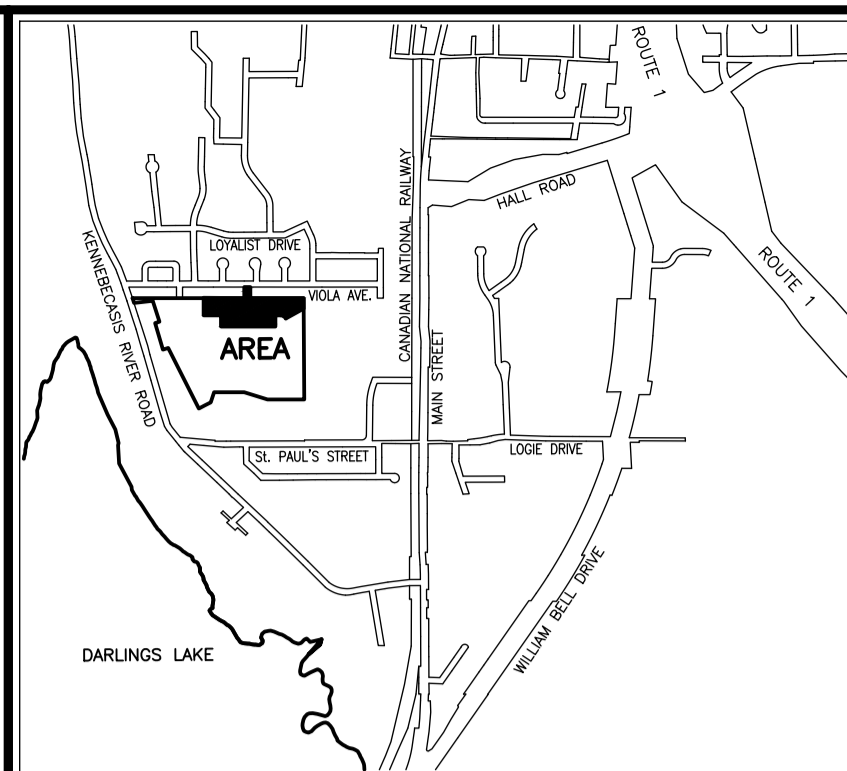 ROUTE 1
CANADIAN NATIONAL RAILWAY
HALL ROAD
LOYALIST DRIVE
KENNEBECASIS RIVER ROAD
ROUTE 1
VIOLA AVE.
AREA
MAIN STREET
St. PAUL'S STREET
LOGIE DRIVE
WILLIAM BELL DRIVE
DARLINGS LAKE